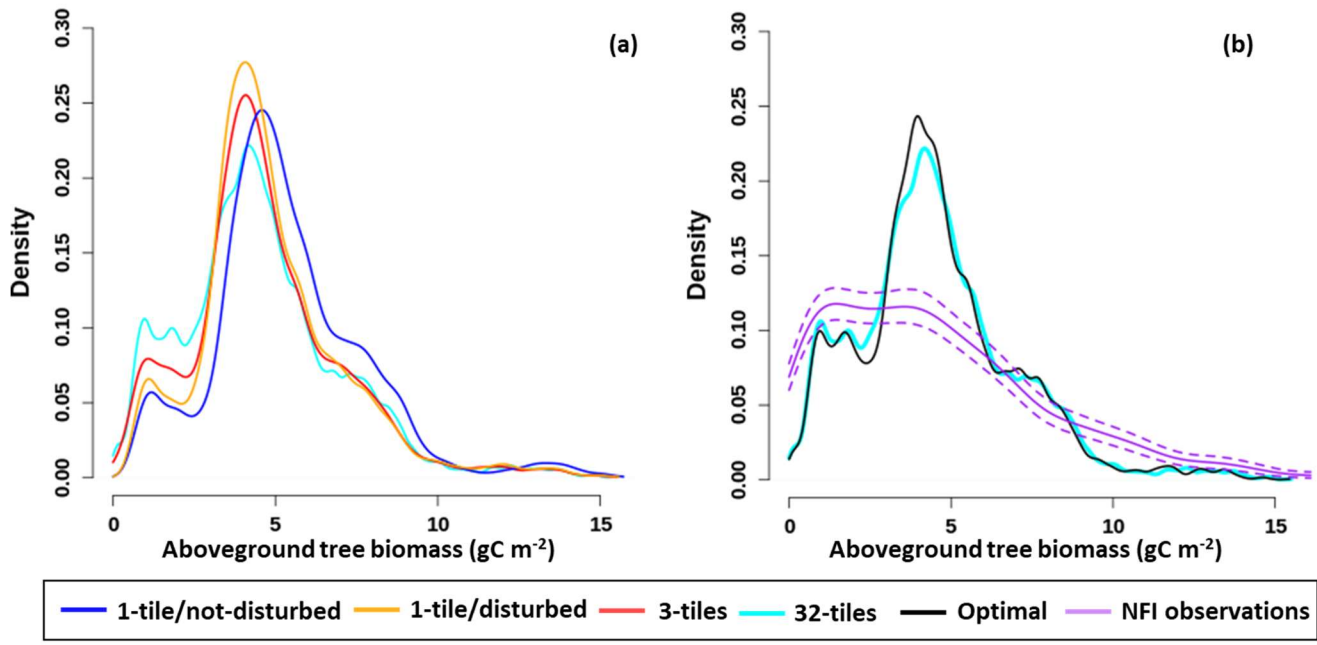 (a)
0.30
0.25
0.20
0.15
0.10
0.05
0.00
Density
0 5 10 15
Aboveground tree biomass (gC m⁻²)
(b)
0.30
0.25
0.20
0.15
0.10
0.05
0.00
Density
0 5 10 15
Aboveground tree biomass (gC m⁻²)
1-tile/not-disturbed 1-tile/disturbed 3-tiles 32-tiles Optimal NFI observations